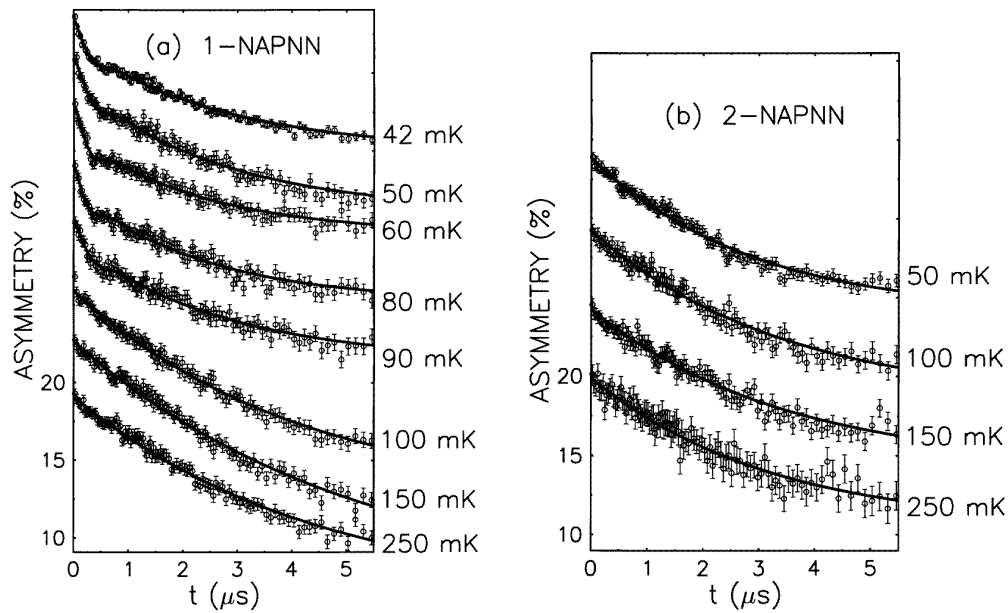 (a) 1-NAPNN
42 mK
50 mK
60 mK
80 mK
90 mK
100 mK
150 mK
250 mK
ASYMMETRY (%)
20
15
10
0 1 2 3 4 5
t (μs)
(b) 2-NAPNN
50 mK
100 mK
150 mK
250 mK
ASYMMETRY (%)
20
15
10
0 1 2 3 4 5
t (μs)